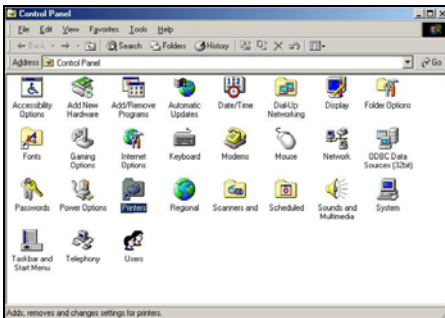 Control Panel
File Edit View Favorites Tools Help
Back Search Folders History
Address Control Panel Go
Accessibility Options Add New Hardware Add/Remove Programs Automatic Updates Date/Time Dial-Up Networking Display Folder Options
Fonts Gaming Options Internet Options Keyboard Modems Mouse Network ODBC Data Sources (32bit)
Passwords Power Options Printers Regional Scanners and Scheduled Sounds and Multimedia System
Taskbar and Start Menu Telephony Users
Adds, removes and changes settings for printers.